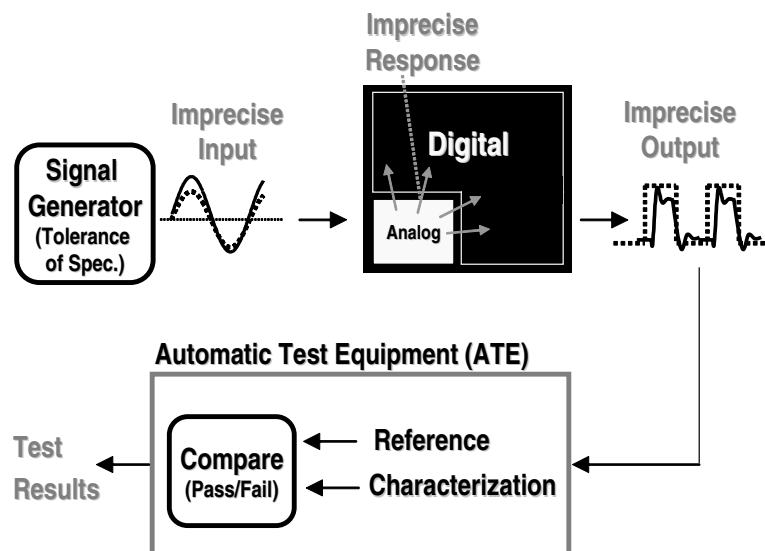 Imprecise
Response
Imprecise
Input
Digital
Imprecise
Output
Signal
Generator
(Tolerance
of Spec.)
Analog
Automatic Test Equipment (ATE)
Test
Results
Compare
(Pass/Fail)
Reference
Characterization